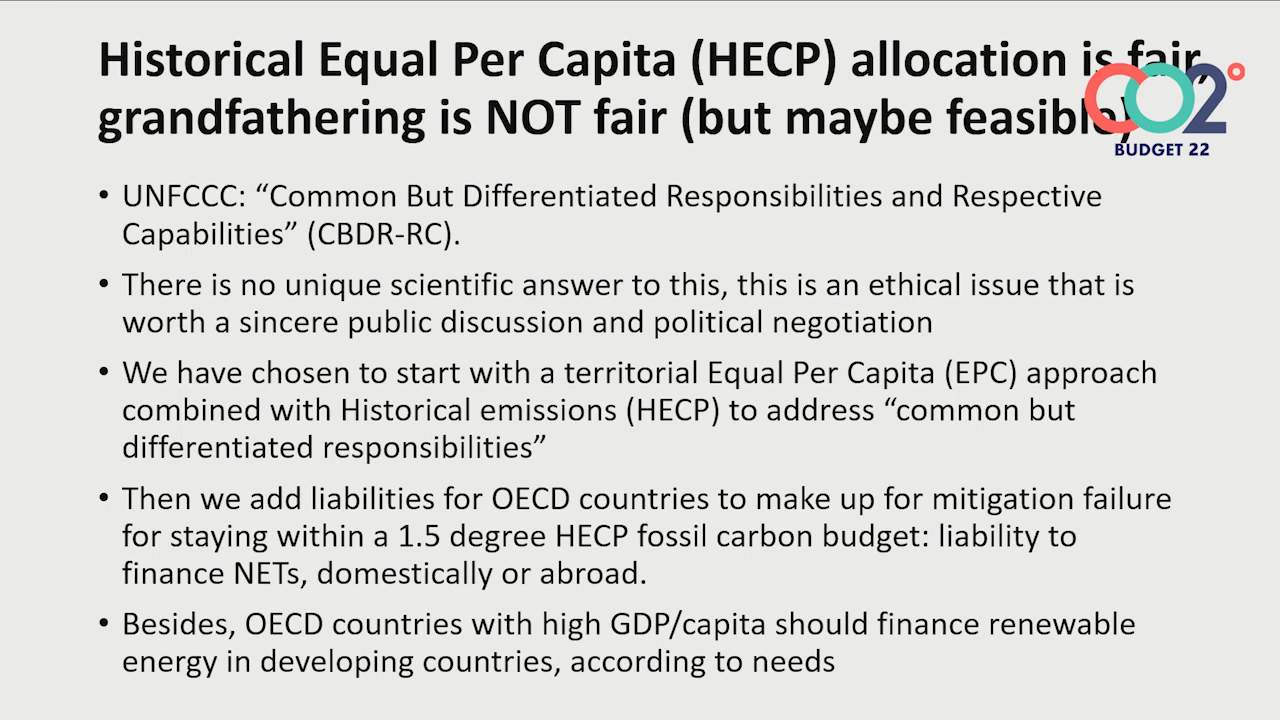 Historical Equal Per Capita (HECP) allocation is fair,
grandfathering is NOT fair (but maybe feasible)
CO2°
BUDGET 22
• UNFCCC: “Common But Differentiated Responsibilities and Respective
Capabilities” (CBDR-RC).
• There is no unique scientific answer to this, this is an ethical issue that is
worth a sincere public discussion and political negotiation
• We have chosen to start with a territorial Equal Per Capita (EPC) approach
combined with Historical emissions (HECP) to address “common but
differentiated responsibilities”
• Then we add liabilities for OECD countries to make up for mitigation failure
for staying within a 1.5 degree HECP fossil carbon budget: liability to
finance NETs, domestically or abroad.
• Besides, OECD countries with high GDP/capita should finance renewable
energy in developing countries, according to needs